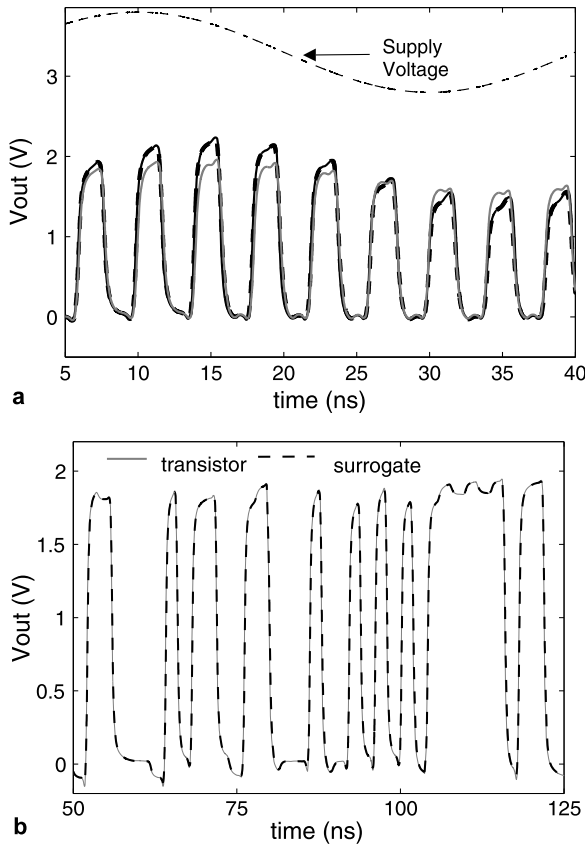 3
2
1
0
Vout (V)
Supply
Voltage
5 10 15 20 25 30 35 40
time (ns)
a
transistor surrogate
2
1.5
1
0.5
0
Vout (V)
50 75 100 125
time (ns)
b